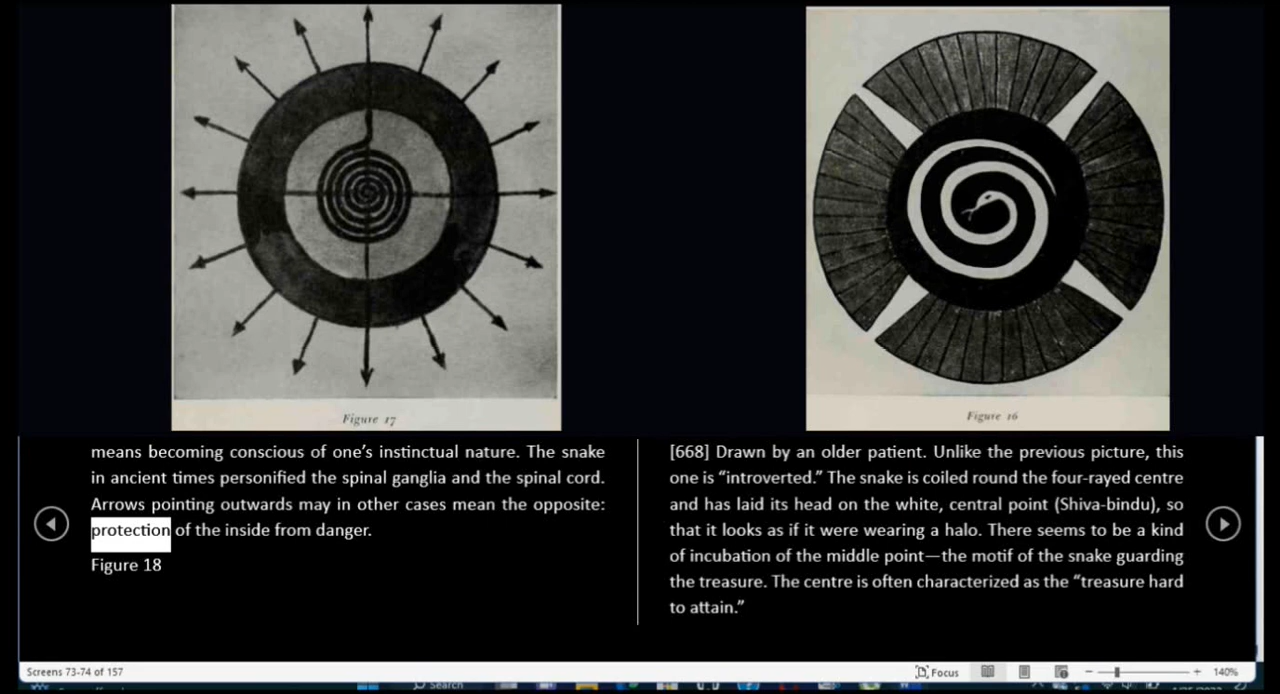 Figure 17
means becoming conscious of one's instinctual nature. The snake
in ancient times personified the spinal ganglia and the spinal cord.
Arrows pointing outwards may in other cases mean the opposite:
protection of the inside from danger.
Figure 18
Figure 16
[668] Drawn by an older patient. Unlike the previous picture, this
one is “introverted.” The snake is coiled round the four-rayed centre
and has laid its head on the white, central point (Shiva-bindu), so
that it looks as if it were wearing a halo. There seems to be a kind
of incubation of the middle point—the motif of the snake guarding
the treasure. The centre is often characterized as the “treasure hard
to attain.”
Screens 73-74 of 157
Focus
140%
Search